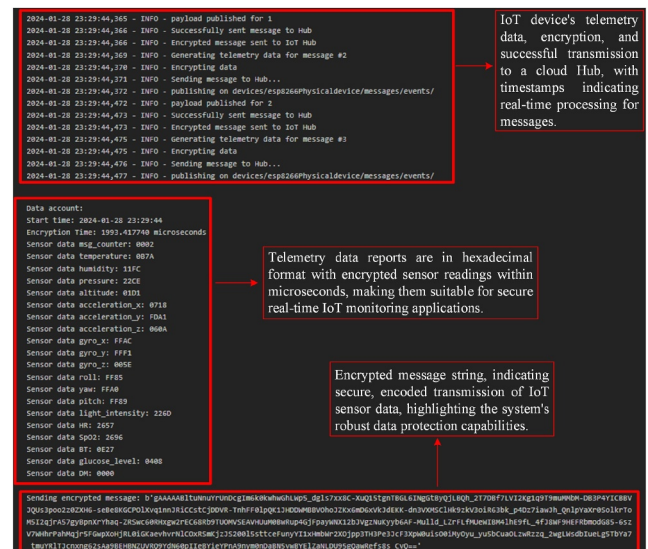 2024-01-28 23:29:44,365 - INFO - payload published for 1
2024-01-28 23:29:44,366 - INFO - Successfully sent message to Hub
2024-01-28 23:29:44,366 - INFO - Encrypted message sent to IoT Hub
2024-01-28 23:29:44,369 - INFO - Generating telemetry data for message #2
2024-01-28 23:29:44,370 - INFO - Encrypting data
2024-01-28 23:29:44,371 - INFO - Sending message to Hub...
2024-01-28 23:29:44,372 - INFO - publishing on devices/esp8266Physicaldevice/messages/events/
2024-01-28 23:29:44,472 - INFO - payload published for 2
2024-01-28 23:29:44,473 - INFO - Successfully sent message to Hub
2024-01-28 23:29:44,473 - INFO - Encrypted message sent to IoT Hub
2024-01-28 23:29:44,475 - INFO - Generating telemetry data for message #3
2024-01-28 23:29:44,475 - INFO - Encrypting data
2024-01-28 23:29:44,476 - INFO - Sending message to Hub...
2024-01-28 23:29:44,477 - INFO - publishing on devices/esp8266Physicaldevice/messages/events/
IoT device's telemetry
data, encryption, and
successful transmission
to a cloud Hub, with
timestamps indicating
real-time processing for
messages.
Data account:
Start time: 2024-01-28 23:29:44
Encryption Time: 1993.417740 microseconds
Sensor data msg_counter: 0002
Sensor data temperature: 0B7A
Sensor data humidity: 11FC
Sensor data pressure: 22CE
Sensor data altitude: 01D1
Sensor data acceleration_x: 0718
Sensor data acceleration_y: FDA1
Sensor data acceleration_z: 060A
Sensor data gyro_x: FFAC
Sensor data gyro_y: FFF1
Sensor data gyro_z: 005E
Sensor data roll: FF85
Sensor data yaw: FFA0
Sensor data pitch: FF89
Sensor data light_intensity: 226D
Sensor data HR: 2657
Sensor data SpO2: 2696
Sensor data BT: 0E27
Sensor data glucose_level: 0408
Sensor data DM: 0000
Telemetry data reports are in hexadecimal
format with encrypted sensor readings within
microseconds, making them suitable for secure
real-time IoT monitoring applications.
Encrypted message string, indicating
secure, encoded transmission of IoT
sensor data, highlighting the system's
robust data protection capabilities.
Sending encrypted message: